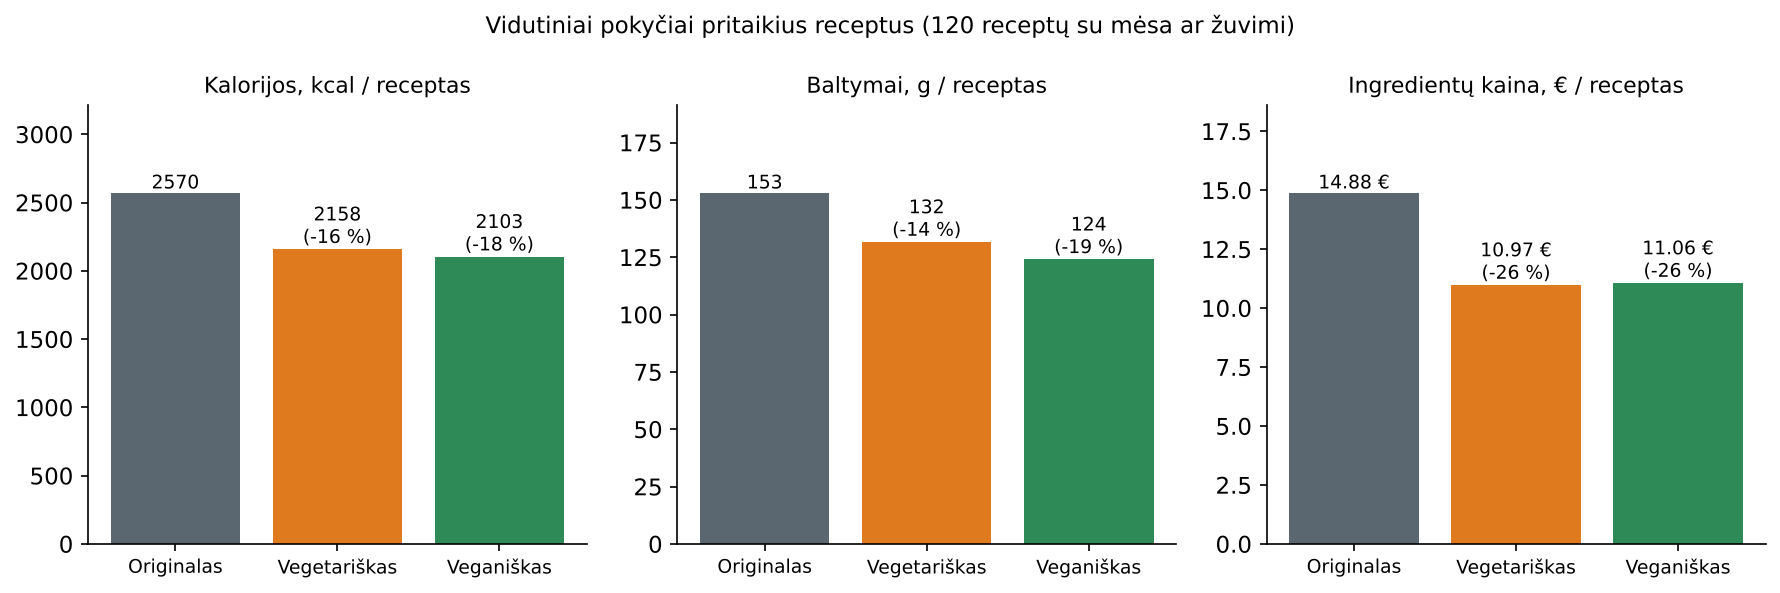 Vidutiniai pokyčiai pritaikius receptus (120 receptų su mėsa ar žuvimi)
Kalorijos, kcal / receptas
3000
2500
2000
1500
1000
500
0
2570
2158
(-16 %)
2103
(-18 %)
Originalas
Vegetariškas
Veganiškas
Baltymai, g / receptas
175
150
125
100
75
50
25
0
153
132
(-14 %)
124
(-19 %)
Originalas
Vegetariškas
Veganiškas
Ingredientų kaina, € / receptas
17.5
15.0
12.5
10.0
7.5
5.0
2.5
0.0
14.88 €
10.97 €
(-26 %)
11.06 €
(-26 %)
Originalas
Vegetariškas
Veganiškas